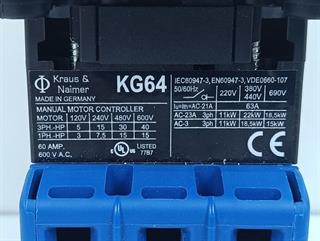 Kraus &
Naimer
KG64
MADE IN GERMANY
MANUAL MOTOR CONTROLLER
MOTOR 120V 240V 480V 600V
3PH.-HP 5 15 30 40
1PH.-HP 3 7,5 15 15
60 AMP.
600 V AC.
C UL US LISTED
77B7
IEC60947-3, EN60947-3, VDE0660-107
50/60Hz 220V 380V 440V 690V
Iu=Ith=AC-21A 63A
AC-23A 3ph 11kW 22kW 18,5kW
AC-3 3ph 11kW 18,5kW 15kW
CE